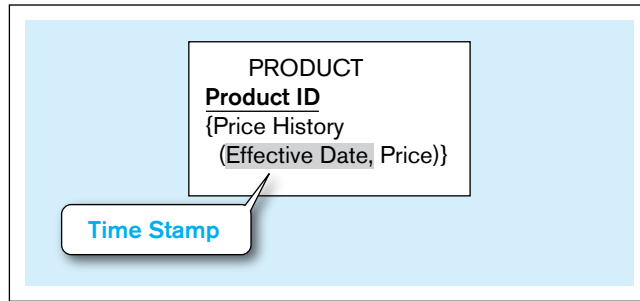 PRODUCT
Product ID
{Price History
(Effective Date, Price)}
Time Stamp